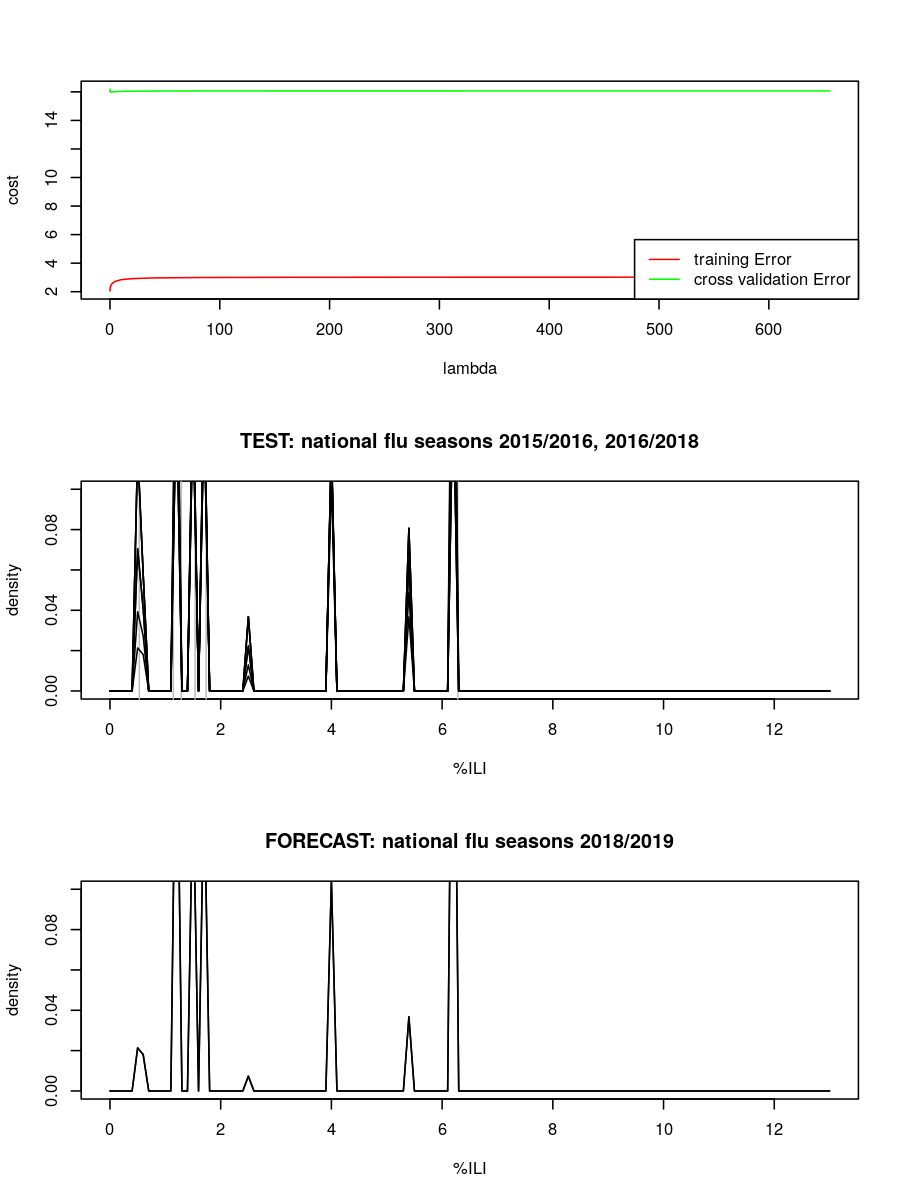 cost
2 4 6 8 10 14
training Error
cross validation Error
0 100 200 300 400 500 600
lambda
TEST: national flu seasons 2015/2016, 2016/2018
density
0.00 0.04 0.08
0 2 4 6 8 10 12
%ILI
FORECAST: national flu seasons 2018/2019
density
0.00 0.04 0.08
0 2 4 6 8 10 12
%ILI